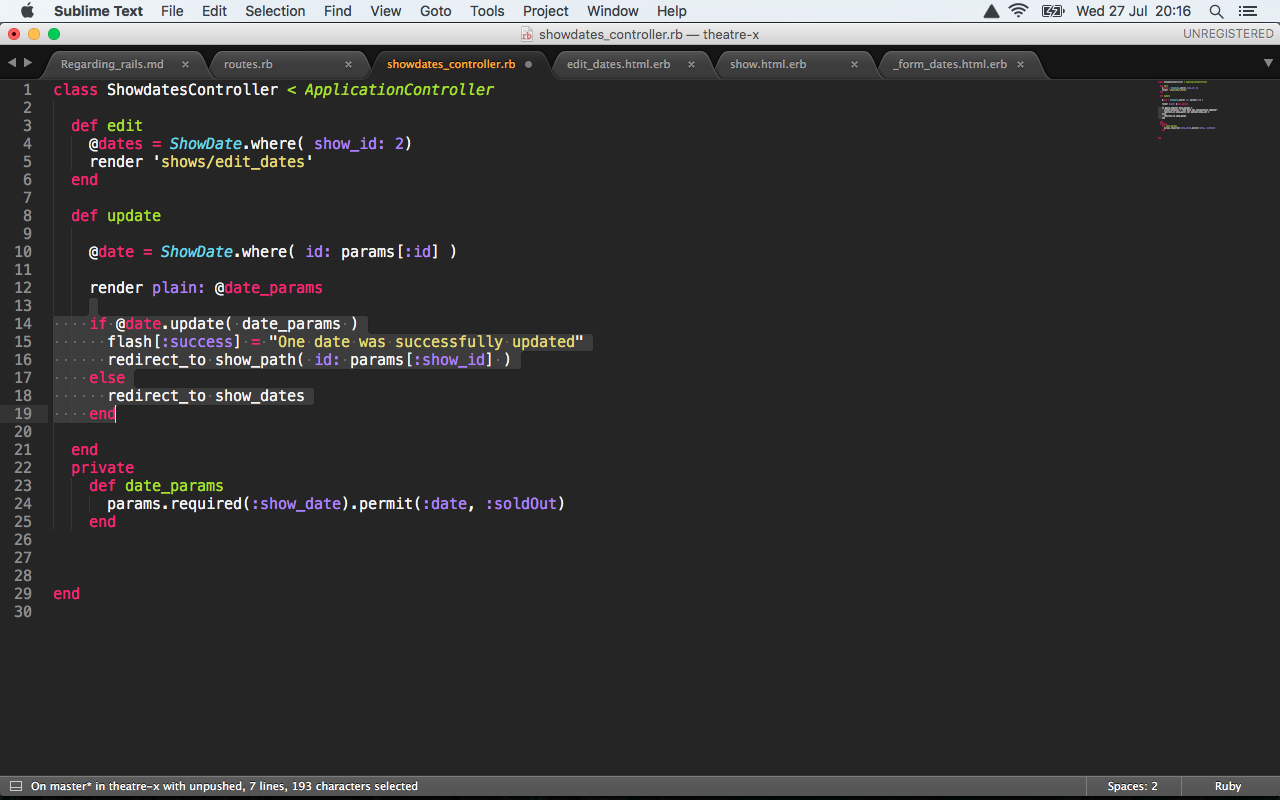 Sublime Text File Edit Selection Find View Goto Tools Project Window Help Wed 27 Jul 20:16
showdates_controller.rb — theatre-x UNREGISTERED
Regarding_rails.md × routes.rb × showdates_controller.rb edit_dates.html.erb × show.html.erb × _form_dates.html.erb ×
1 class ShowdatesController < ApplicationController
2
3 def edit
4 @dates = ShowDate.where( show_id: 2)
5 render 'shows/edit_dates'
6 end
7
8 def update
9
10 @date = ShowDate.where( id: params[:id] )
11
12 render plain: @date_params
13
14 if @date.update( date_params )
15 flash[:success] = "One date was successfully updated"
16 redirect_to show_path( id: params[:show_id] )
17 else
18 redirect_to show_dates
19 end
20
21 end
22 private
23 def date_params
24 params.required(:show_date).permit(:date, :soldOut)
25 end
26
27
28
29 end
30
On master* in theatre-x with unpushed, 7 lines, 193 characters selected Spaces: 2 Ruby